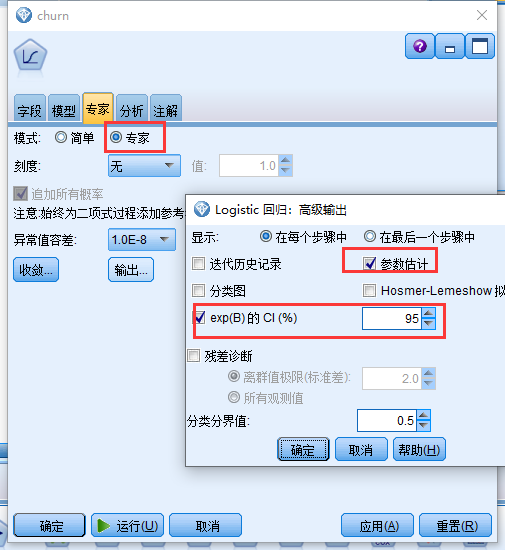 churn
字段 模型 专家 分析 注解
模式: 简单 专家
刻度: 无 值: 1.0
追加所有概率
注意:始终为二项式过程添加参考
异常值容差: 1.0E-8
收敛... 输出...
Logistic 回归: 高级输出
显示: 在每个步骤中 在最后一个步骤中
迭代历史记录 参数估计
分类图 Hosmer-Lemeshow 拟
exp(B) 的 CI (%) 95
残差诊断
离群值极限(标准差): 2.0
所有观测值
分类分界值: 0.5
确定 取消 帮助(H)
确定 运行(U) 取消 应用(A) 重置(R)